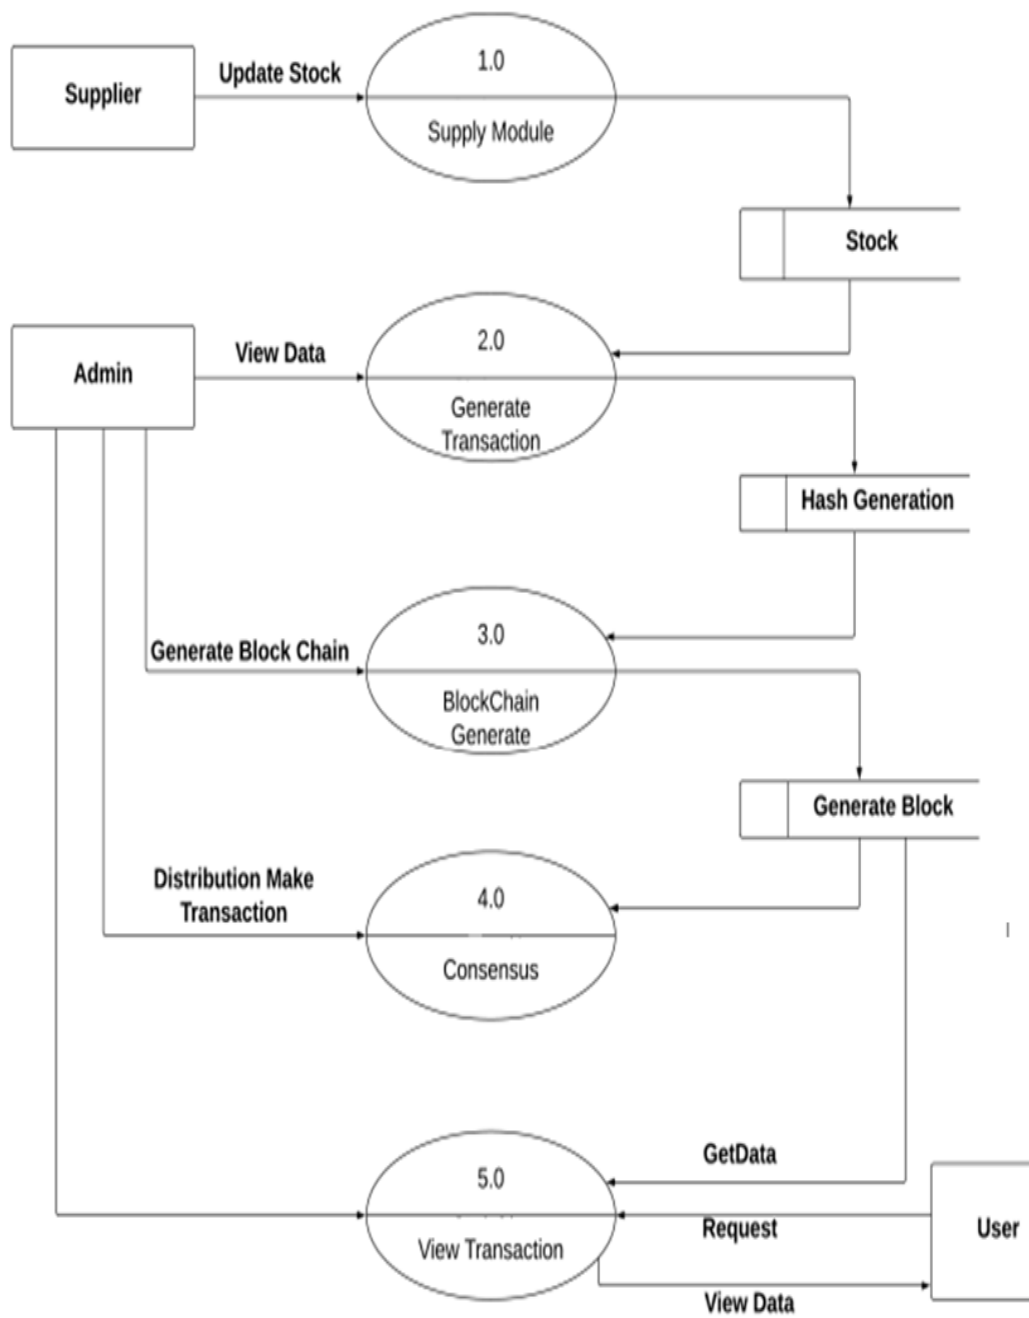 1.0
Update Stock
Supplier
Supply Module
Stock
2.0
View Data
Admin
Generate
Transaction
Hash Generation
3.0
Generate Block Chain
BlockChain
Generate
Generate Block
Distribution Make
Transaction
4.0
Consensus
GetData
5.0
Request
User
View Transaction
View Data